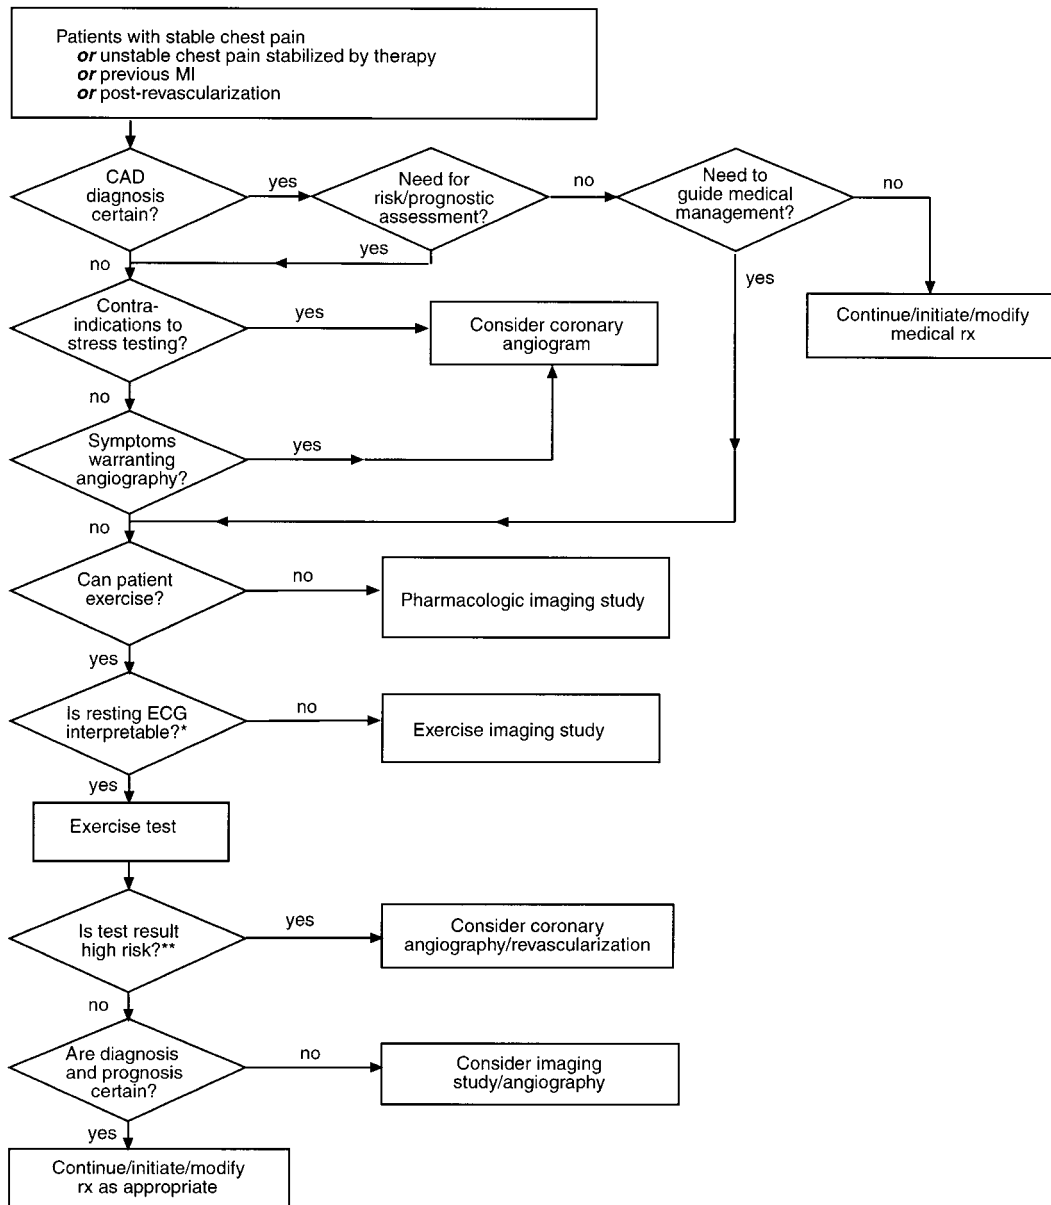 Patients with stable chest pain
or unstable chest pain stabilized by therapy
or previous MI
or post-revascularization
CAD
diagnosis
certain?
yes
Need for
risk/prognostic
assessment?
no
Need to
guide medical
management?
no
yes
no
yes
Contra-
indications to
stress testing?
yes
Consider coronary
angiogram
Continue/initiate/modify
medical rx
no
Symptoms
warranting
angiography?
yes
no
Can patient
exercise?
no
Pharmacologic imaging study
yes
Is resting ECG
interpretable?*
no
Exercise imaging study
yes
Exercise test
Is test result
high risk?**
yes
Consider coronary
angiography/revascularization
no
Are diagnosis
and prognosis
certain?
no
Consider imaging
study/angiography
yes
Continue/initiate/modify
rx as appropriate